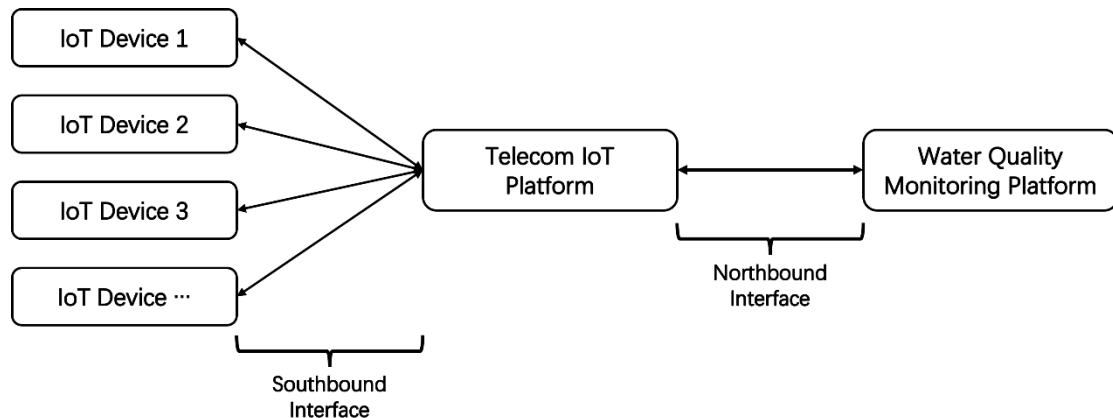 IoT Device 1
IoT Device 2
IoT Device 3
IoT Device ···
Telecom IoT
Platform
Water Quality
Monitoring Platform
Northbound
Interface
Southbound
Interface